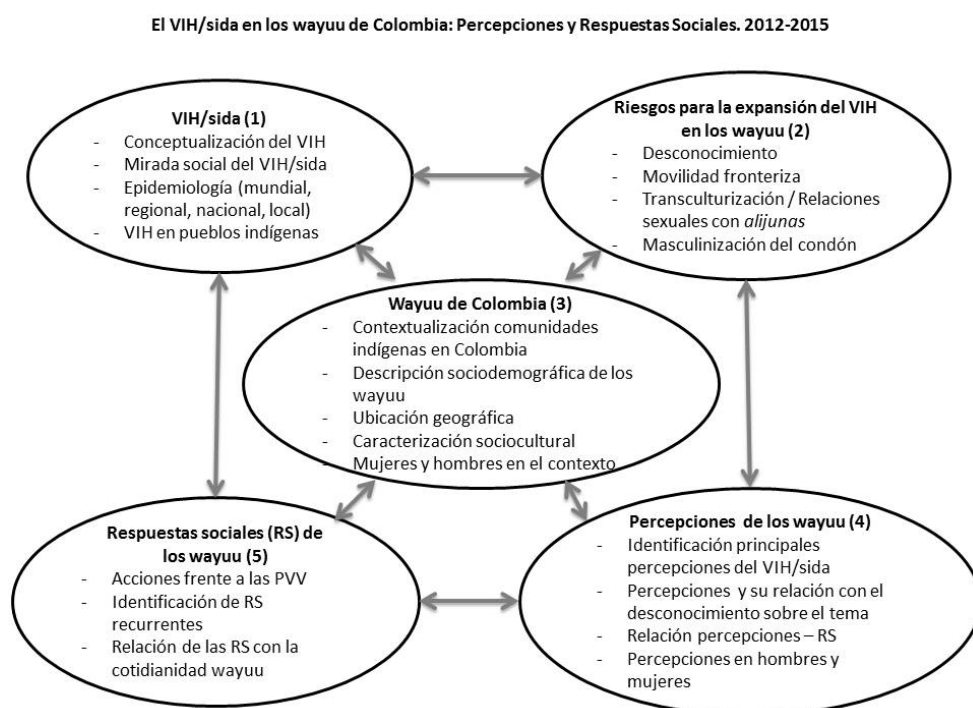 El VIH/sida en los wayuu de Colombia: Percepciones y Respuestas Sociales. 2012-2015
VIH/sida (1)
- Conceptualización del VIH
- Mirada social del VIH/sida
- Epidemiología (mundial,
regional, nacional, local)
- VIH en pueblos indígenas
Riesgos para la expansión del VIH
en los wayuu (2)
- Desconocimiento
- Movilidad fronteriza
- Transculturización / Relaciones
sexuales con alijunas
- Masculinización del condón
Wayuu de Colombia (3)
- Contextualización comunidades
indígenas en Colombia
- Descripción sociodemográfica de los
wayuu
- Ubicación geográfica
- Caracterización sociocultural
- Mujeres y hombres en el contexto
Respuestas sociales (RS) de
los wayuu (5)
- Acciones frente a las PVV
- Identificación de RS
recurrentes
- Relación de las RS con la
cotidianidad wayuu
Percepciones de los wayuu (4)
- Identificación principales
percepciones del VIH/sida
- Percepciones y su relación con el
desconocimiento sobre el tema
- Relación percepciones – RS
- Percepciones en hombres y
mujeres